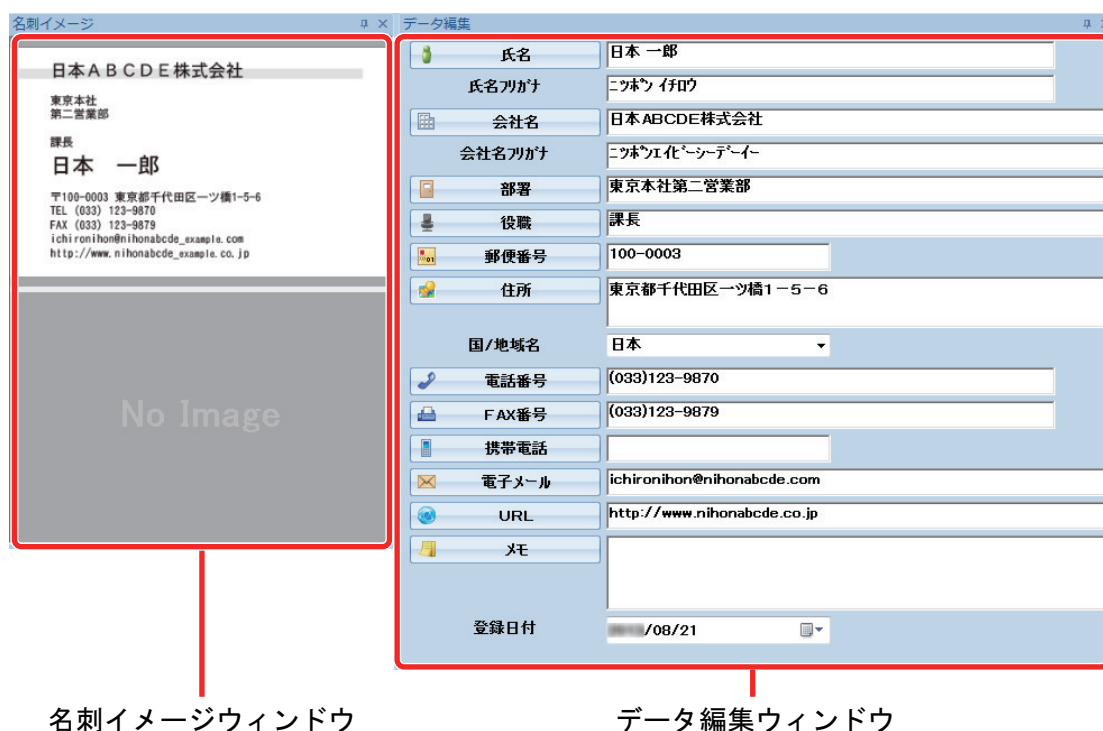 名刺イメージ
日本ＡＢＣＤＥ株式会社
東京本社
第二営業部
課長
日本　一郎
〒100-0003 東京都千代田区一ツ橋1-5-6
TEL (033) 123-9870
FAX (033) 123-9879
ichironihon@nihonabcde_example.com
http://www.nihonabcde_example.co.jp
No Image
データ編集
氏名 日本 一郎
氏名ﾌﾘｶﾞﾅ ﾆｯﾎﾟﾝ ｲﾁﾛｳ
会社名 日本ABCDE株式会社
会社名ﾌﾘｶﾞﾅ ﾆｯﾎﾟﾝｴｲﾋﾞｰｼｰﾃﾞｰｲｰ
部署 東京本社第二営業部
役職 課長
郵便番号 100-0003
住所 東京都千代田区一ツ橋１－５－６
国/地域名 日本
電話番号 (033)123-9870
ＦAX番号 (033)123-9879
携帯電話
電子ﾒｰﾙ ichironihon@nihonabcde.com
URL http://www.nihonabcde.co.jp
ﾒﾓ
登録日付 /08/21
名刺イメージウィンドウ
データ編集ウィンドウ